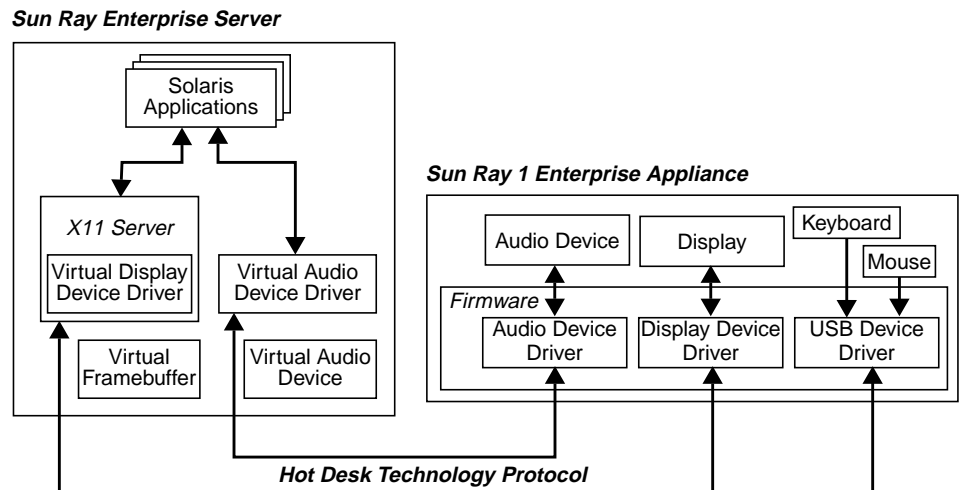 Sun Ray Enterprise Server
Solaris
Applications
X11 Server
Virtual Display
Device Driver
Virtual Audio
Device Driver
Virtual
Framebuffer
Virtual Audio
Device
Sun Ray 1 Enterprise Appliance
Audio Device
Display
Keyboard
Mouse
Firmware
Audio Device
Driver
Display Device
Driver
USB Device
Driver
Hot Desk Technology Protocol